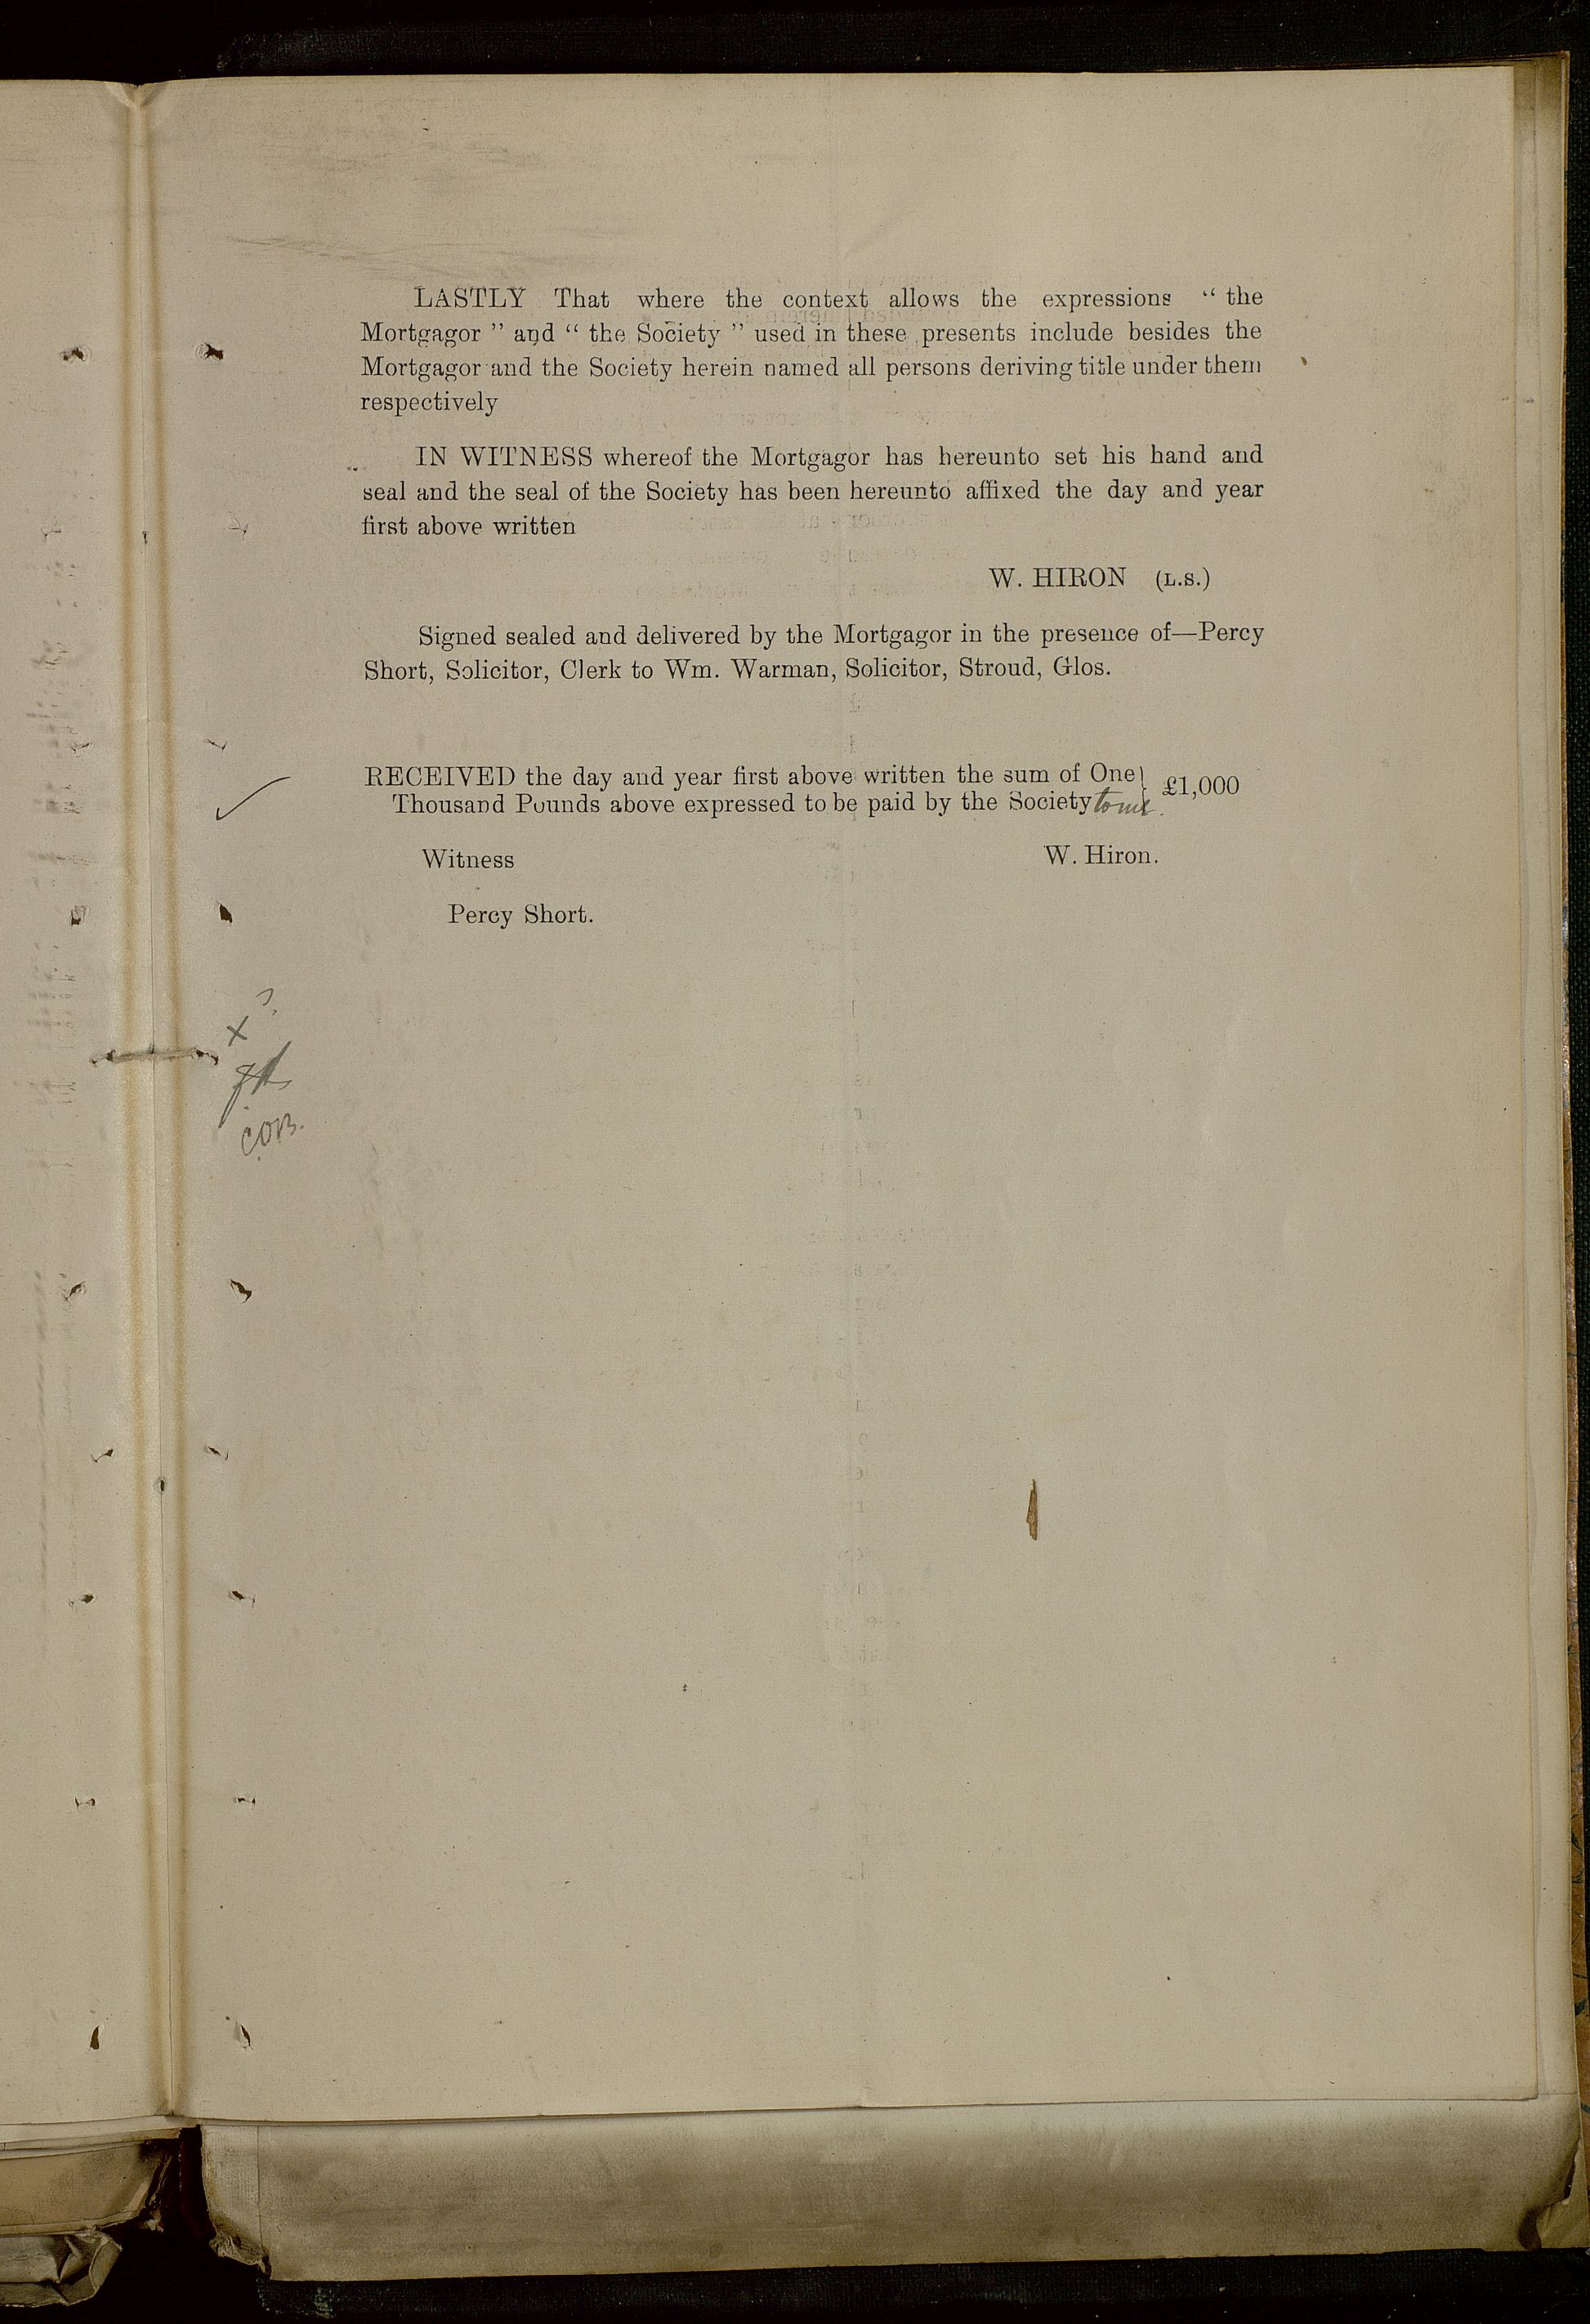 LASTLY That where the context allows the expressions “ the
Mortgagor ” and “ the Society ” used in these presents include besides the
Mortgagor and the Society herein named all persons deriving title under them
respectively
IN WITNESS whereof the Mortgagor has hereunto set his hand and
seal and the seal of the Society has been hereunto affixed the day and year
first above written
W. HIRON (L.S.)
Signed sealed and delivered by the Mortgagor in the presence of—Percy
Short, Solicitor, Clerk to Wm. Warman, Solicitor, Stroud, Glos.
RECEIVED the day and year first above written the sum of One
Thousand Pounds above expressed to be paid by the Society to me
£1,000
Witness
W. Hiron.
Percy Short.
x